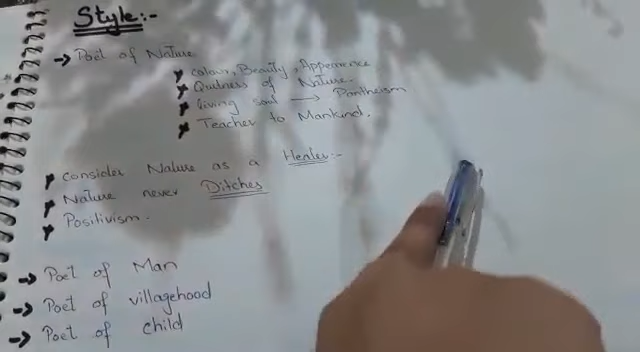 Style:-
→ Poet of Nature
Colour, Beauty, Appearence
Quitness of Nature.
living soul → Pantheism
Teacher to Mankind.
Consider Nature as a Healer:-
Nature never Ditches
Positivism.
→ Poet of Man
→ Poet of villagehood
→ Poet of child